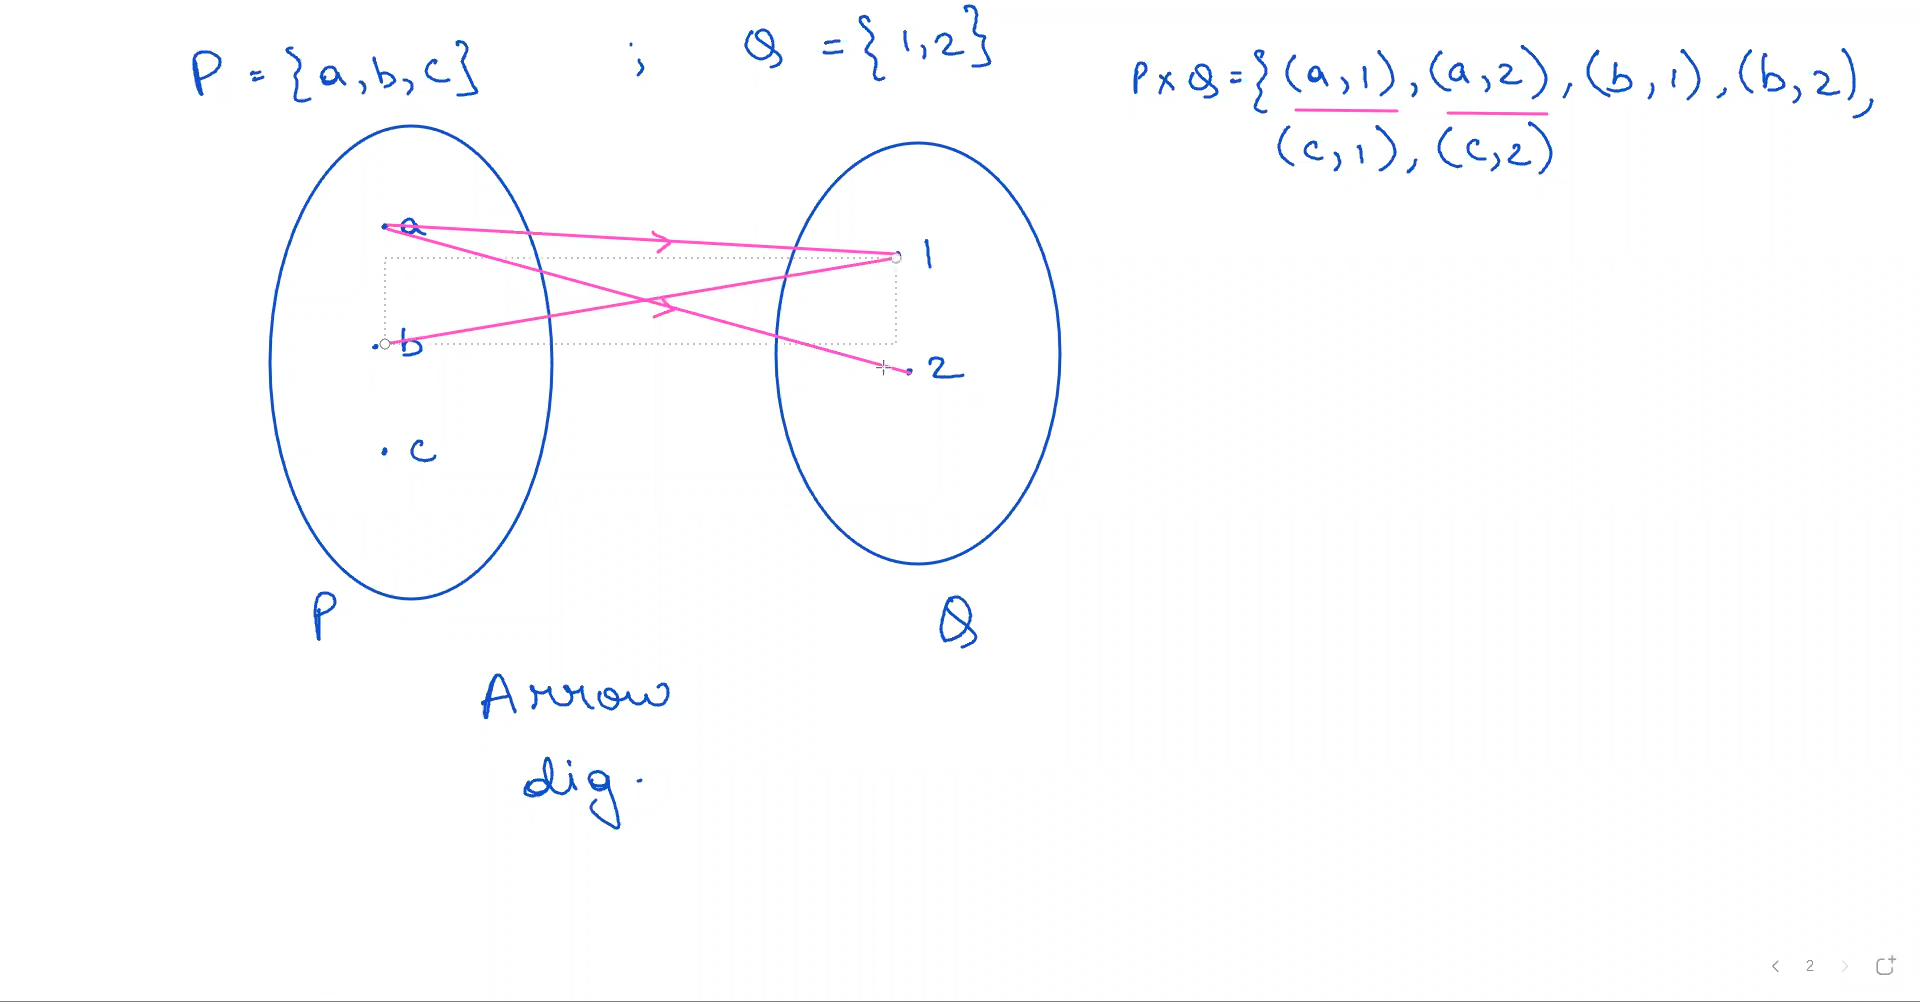 P = {a, b, c} ; Q = {1, 2}
P × Q = {(a, 1), (a, 2), (b, 1), (b, 2),
(c, 1), (c, 2)
a
b
c
1
2
P
Q
Arrow
dig.
2